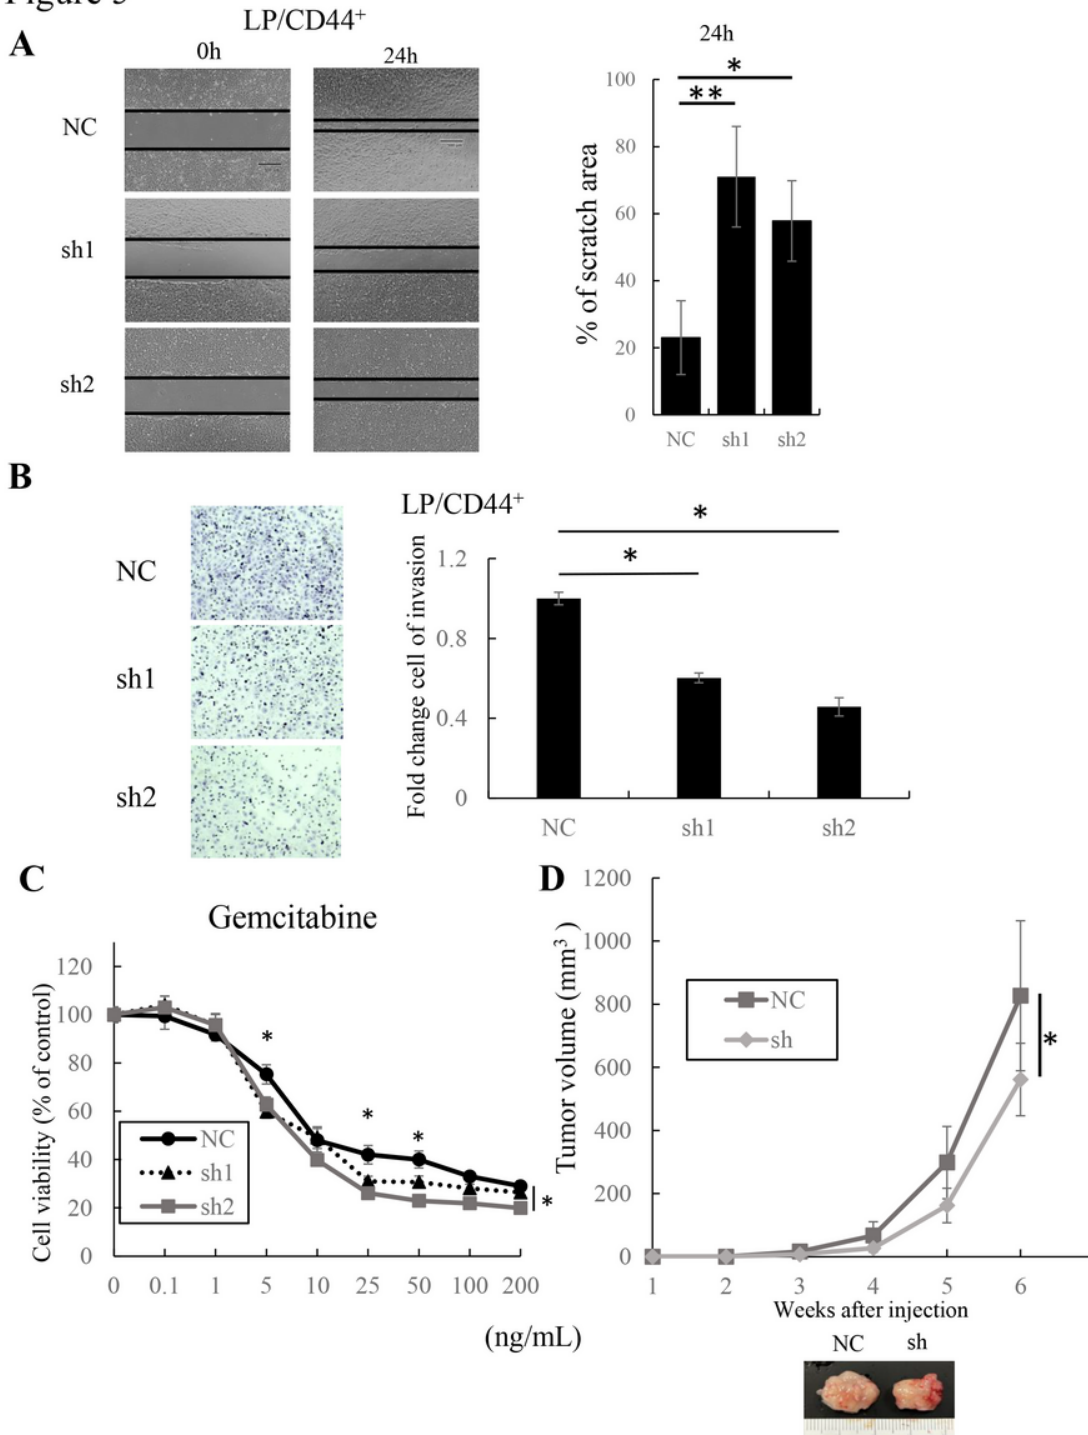 Figure 5
LP/CD44+
A
0h
24h
24h
NC
sh1
sh2
% of scratch area
100
80
60
40
20
0
*
**
NC sh1 sh2
B
LP/CD44+
NC
sh1
sh2
Fold change cell of invasion
1.2
0.8
0.4
0
*
*
NC sh1 sh2
C
Gemcitabine
Cell viability (% of control)
120
100
80
60
40
20
0
*
*
*
*
NC
sh1
sh2
0 0.1 1 5 10 25 50 100 200
(ng/mL)
D
Tumor volume (mm3)
1200
1000
800
600
400
200
0
NC
sh
*
1 2 3 4 5 6
Weeks after injection
NC sh